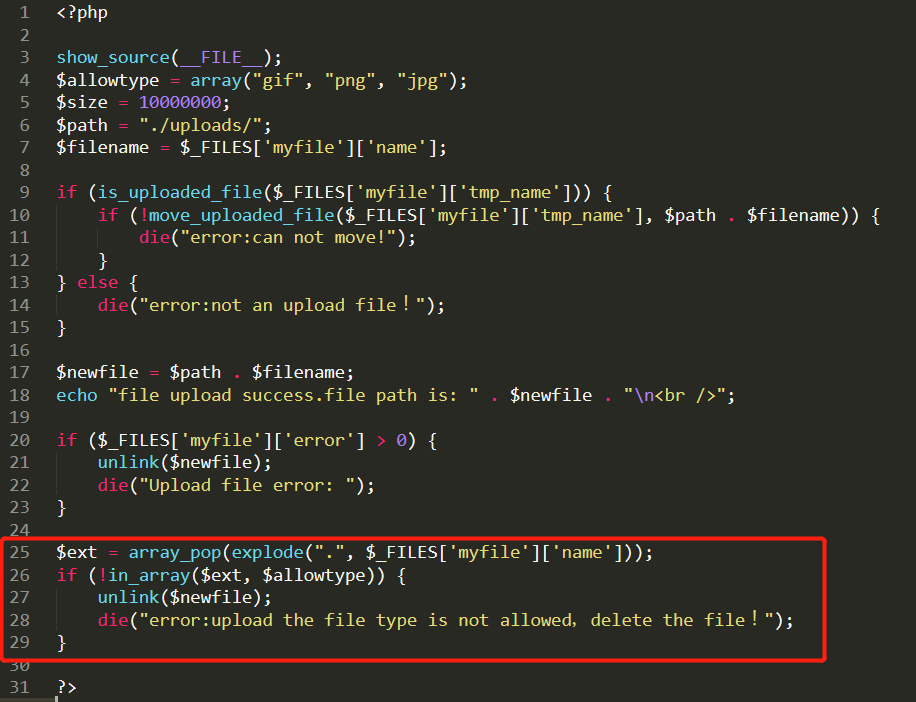 1 <?php
2
3 show_source(__FILE__);
4 $allowtype = array("gif", "png", "jpg");
5 $size = 10000000;
6 $path = "./uploads/";
7 $filename = $_FILES['myfile']['name'];
8
9 if (is_uploaded_file($_FILES['myfile']['tmp_name'])) {
10     if (!move_uploaded_file($_FILES['myfile']['tmp_name'], $path . $filename)) {
11         die("error:can not move!");
12     }
13 } else {
14     die("error:not an upload file！");
15 }
16
17 $newfile = $path . $filename;
18 echo "file upload success.file path is: " . $newfile . "\n<br />";
19
20 if ($_FILES['myfile']['error'] > 0) {
21     unlink($newfile);
22     die("Upload file error: ");
23 }
24
25 $ext = array_pop(explode(".", $_FILES['myfile']['name']));
26 if (!in_array($ext, $allowtype)) {
27     unlink($newfile);
28     die("error:upload the file type is not allowed，delete the file！");
29 }
30
31 ?>